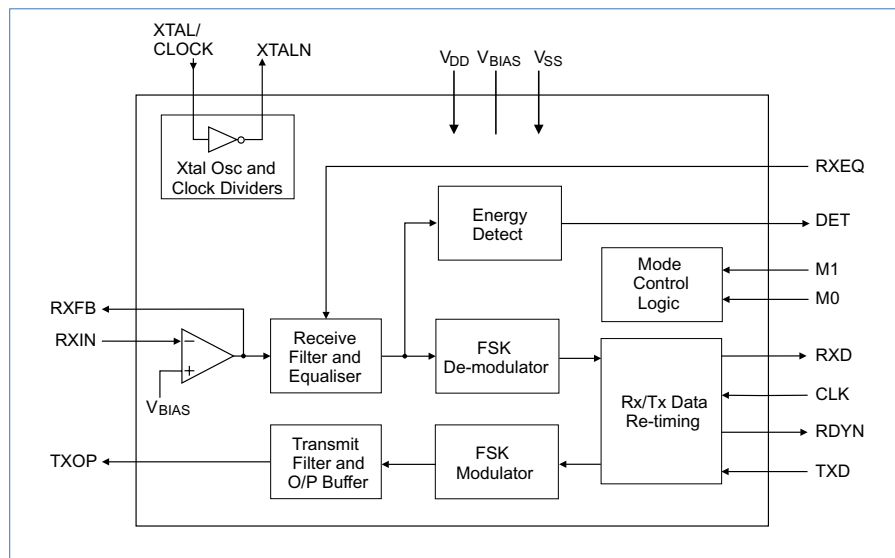 XTAL/
CLOCK
XTALN
VDD
VBIAS
VSS
Xtal Osc and
Clock Dividers
RXEQ
Energy
Detect
DET
Mode
Control
Logic
M1
M0
RXFB
RXIN
−
+
VBIAS
Receive
Filter and
Equaliser
FSK
De-modulator
Rx/Tx Data
Re-timing
RXD
CLK
RDYN
TXD
TXOP
Transmit
Filter and
O/P Buffer
FSK
Modulator